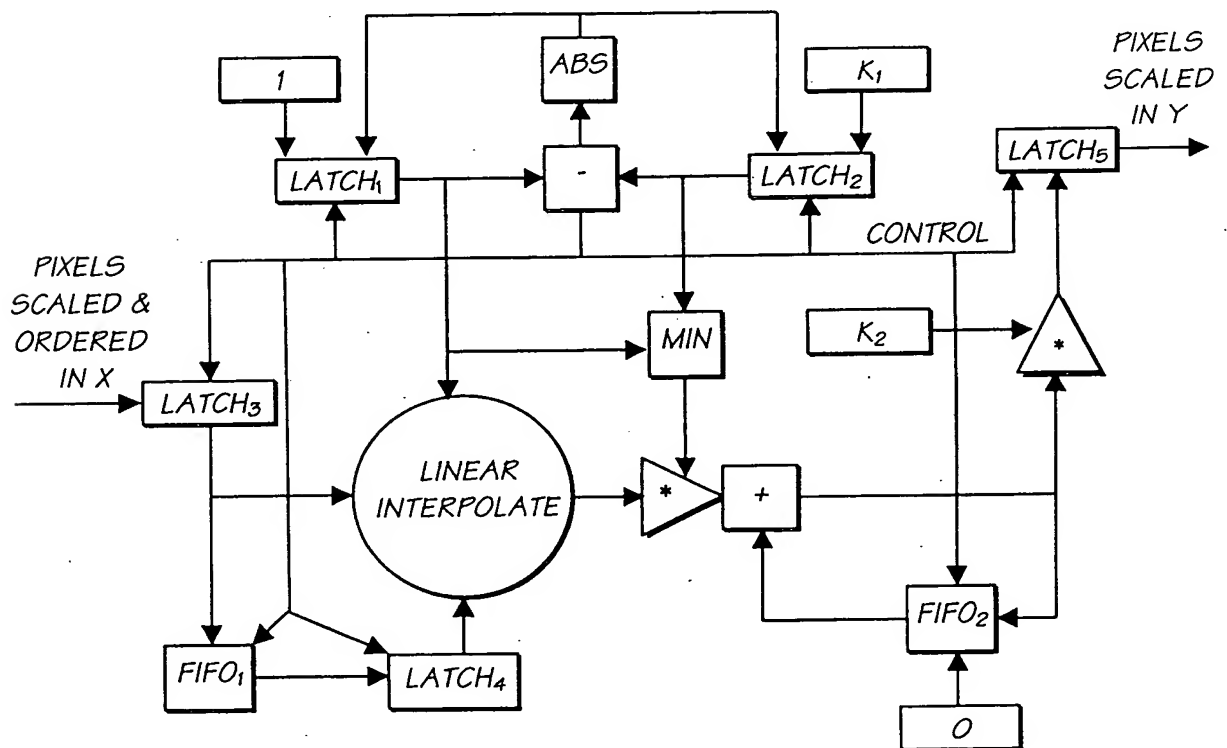 PIXELS
SCALED
IN Y
ABS
1
K₁
LATCH₁
-
LATCH₂
LATCH₅
CONTROL
PIXELS
SCALED &
ORDERED
IN X
MIN
K₂
*
LATCH₃
LINEAR
INTERPOLATE
*
+
FIFO₁
LATCH₄
FIFO₂
0